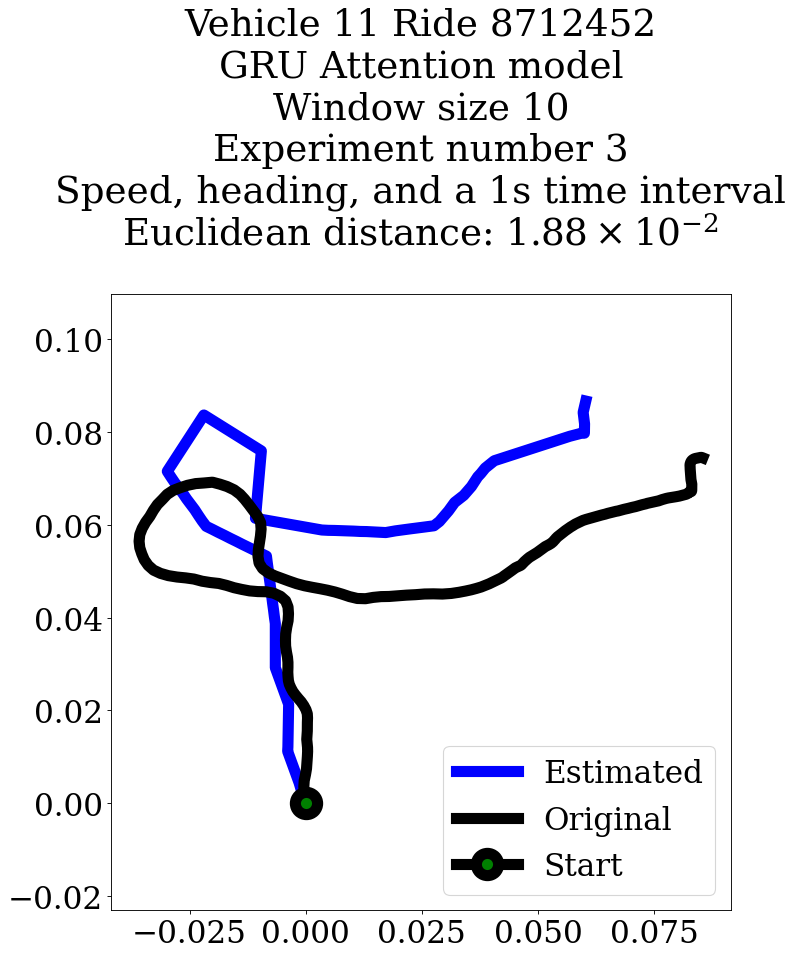 Vehicle 11 Ride 8712452
GRU Attention model
Window size 10
Experiment number 3
Speed, heading, and a 1s time interval
Euclidean distance: 1.88 × 10⁻²
0.10
0.08
0.06
0.04
0.02
0.00
−0.02
Estimated
Original
Start
−0.025 0.000 0.025 0.050 0.075